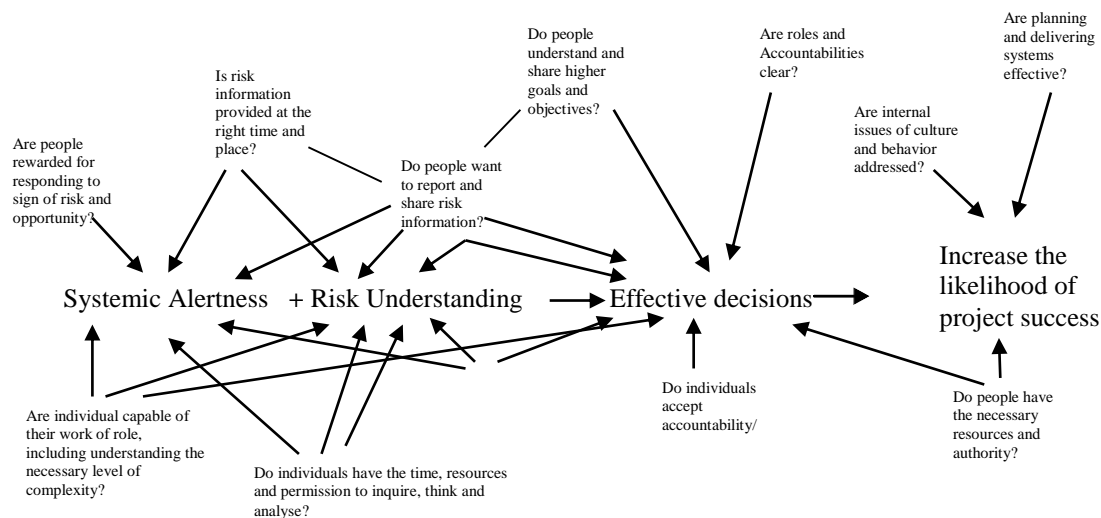 Are planning
and delivering
systems
effective?
Do people
understand and
share higher
goals and
objectives?
Are roles and
Accountabilities
clear?
Is risk
information
provided at the
right time and
place?
Are internal
issues of culture
and behavior
addressed?
Are people
rewarded for
responding to
sign of risk and
opportunity?
Do people want
to report and
share risk
information?
Systemic Alertness + Risk Understanding
Effective decisions
Increase the
likelihood of
project success
Are individual capable of
their work of role,
including understanding the
necessary level of
complexity?
Do individuals have the time, resources
and permission to inquire, think and
analyse?
Do individuals
accept
accountability/
Do people have
the necessary
resources and
authority?